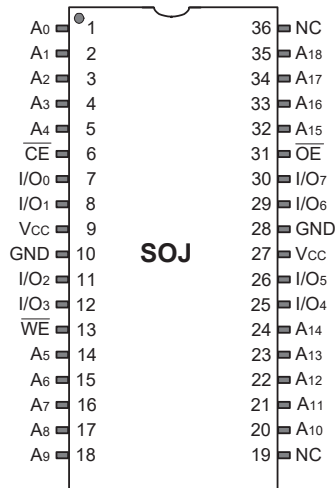 A0 1 36 NC
A1 2 35 A18
A2 3 34 A17
A3 4 33 A16
A4 5 32 A15
C̅E̅ 6 31 O̅E̅
I/O0 7 30 I/O7
I/O1 8 29 I/O6
VCC 9 28 GND
GND 10 SOJ 27 VCC
I/O2 11 26 I/O5
I/O3 12 25 I/O4
W̅E̅ 13 24 A14
A5 14 23 A13
A6 15 22 A12
A7 16 21 A11
A8 17 20 A10
A9 18 19 NC